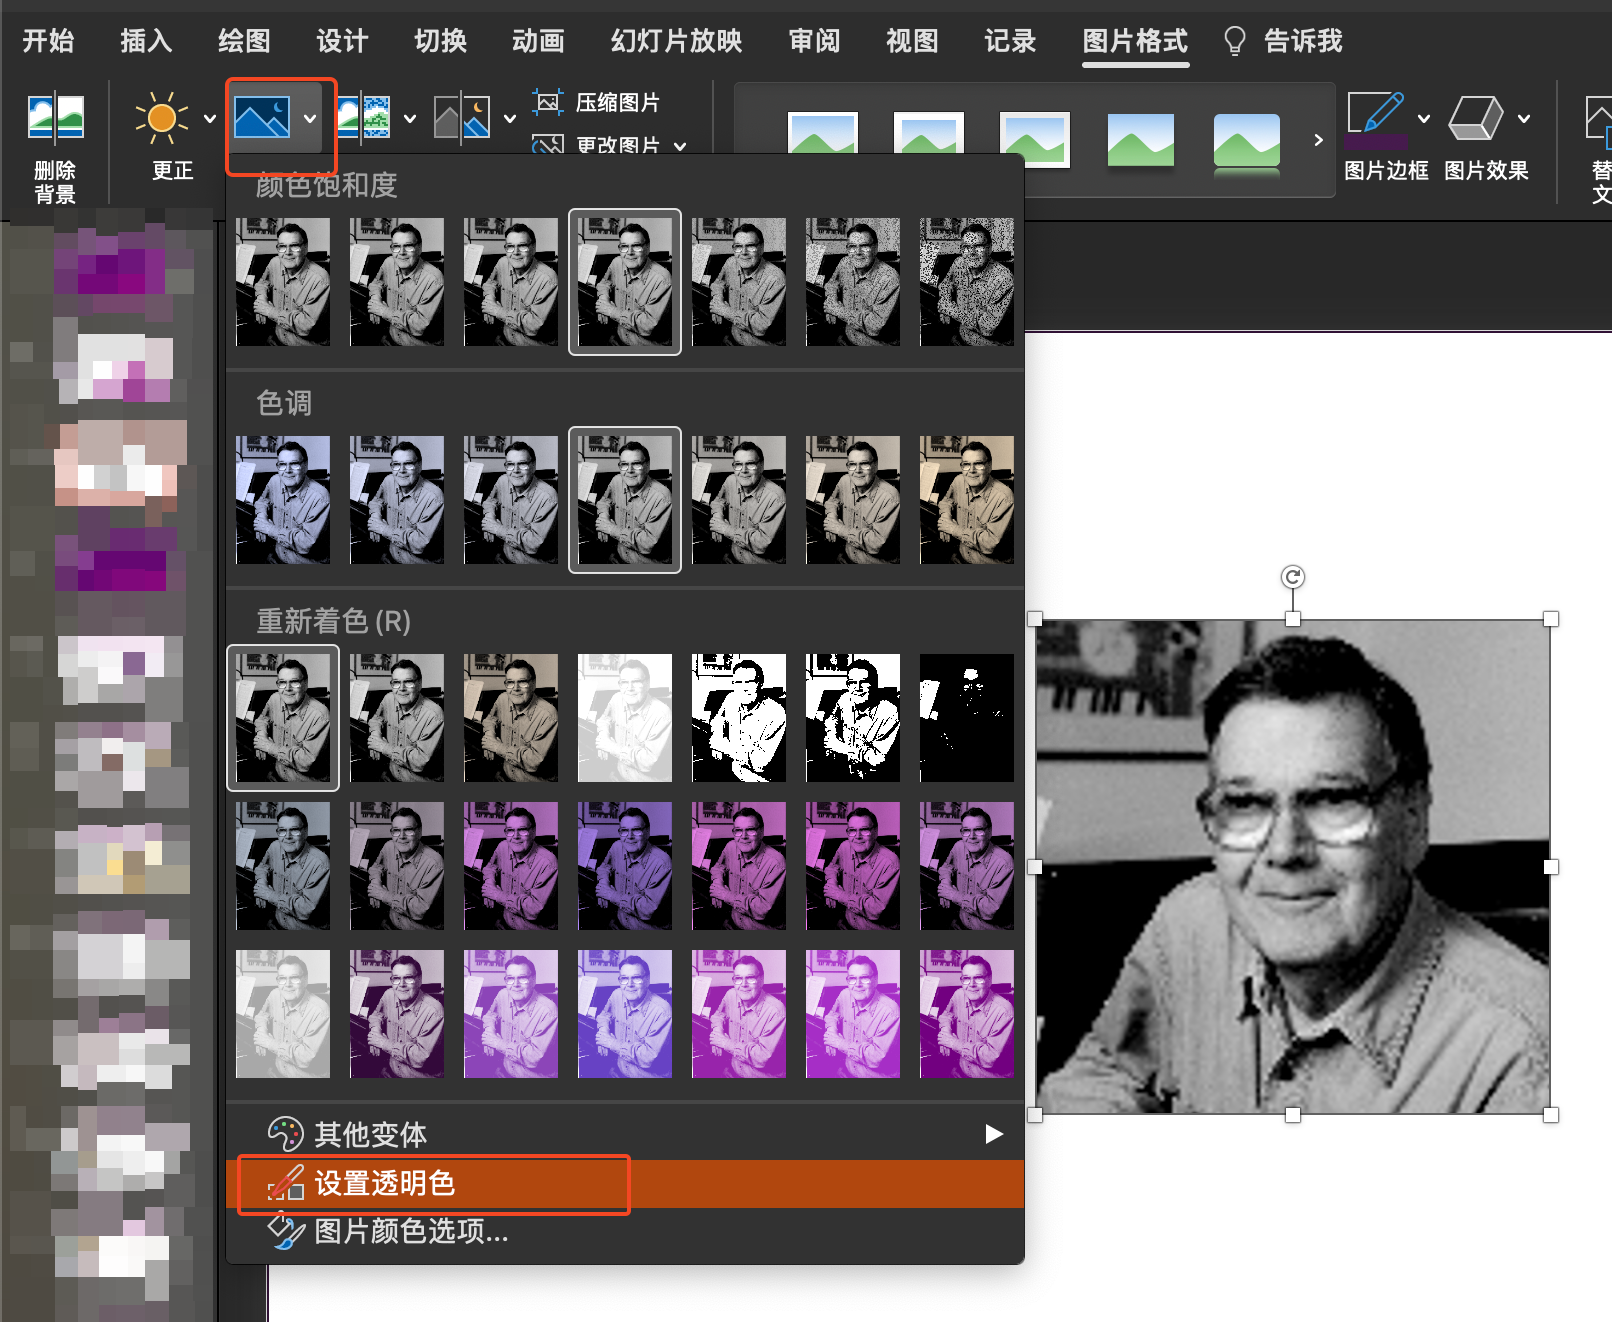 开始 插入 绘图 设计 切换 动画 幻灯片放映 审阅 视图 记录 图片格式 告诉我
删除
背景
更正
压缩图片
更改图片
图片边框
图片效果
替
文
颜色饱和度
色调
重新着色(R)
其他变体
设置透明色
图片颜色选项...